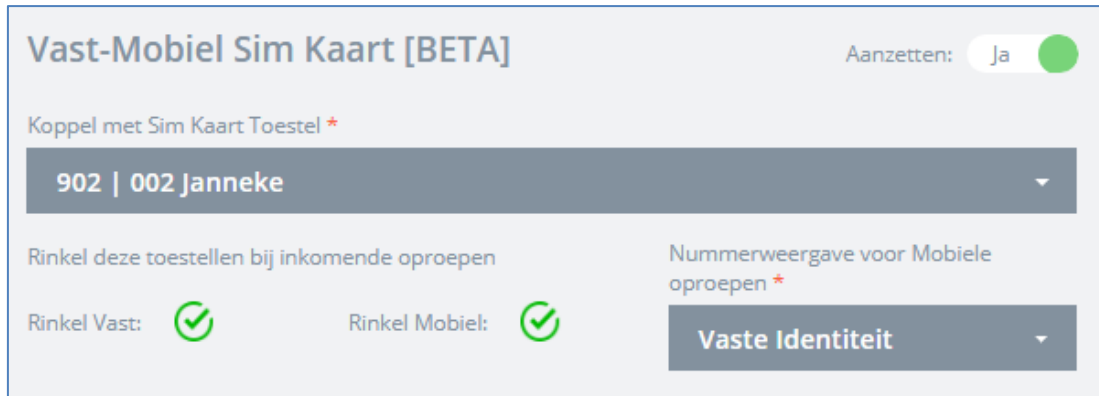 Vast-Mobiel Sim Kaart [BETA]
Aanzetten: Ja
Koppel met Sim Kaart Toestel *
902 | 002 Janneke
Rinkel deze toestellen bij inkomende oproepen
Rinkel Vast:
Rinkel Mobiel:
Nummerweergave voor Mobiele
oproepen *
Vaste Identiteit